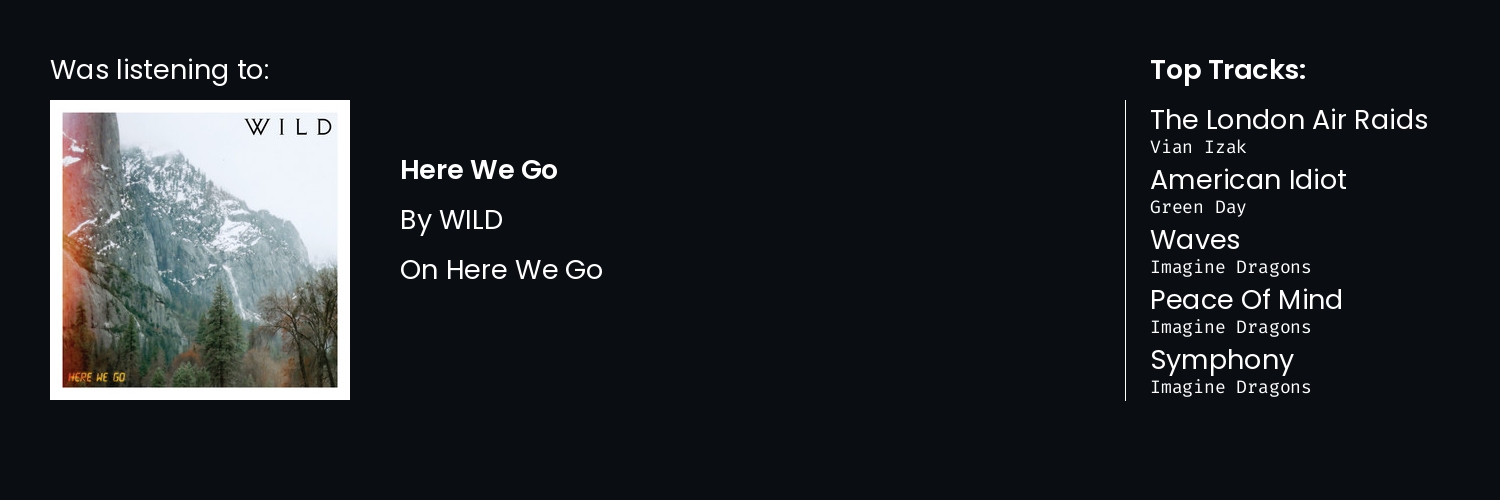 Was listening to:
WILD
HERE WE GO
Here We Go
By WILD
On Here We Go
Top Tracks:
The London Air Raids
Vian Izak
American Idiot
Green Day
Waves
Imagine Dragons
Peace Of Mind
Imagine Dragons
Symphony
Imagine Dragons